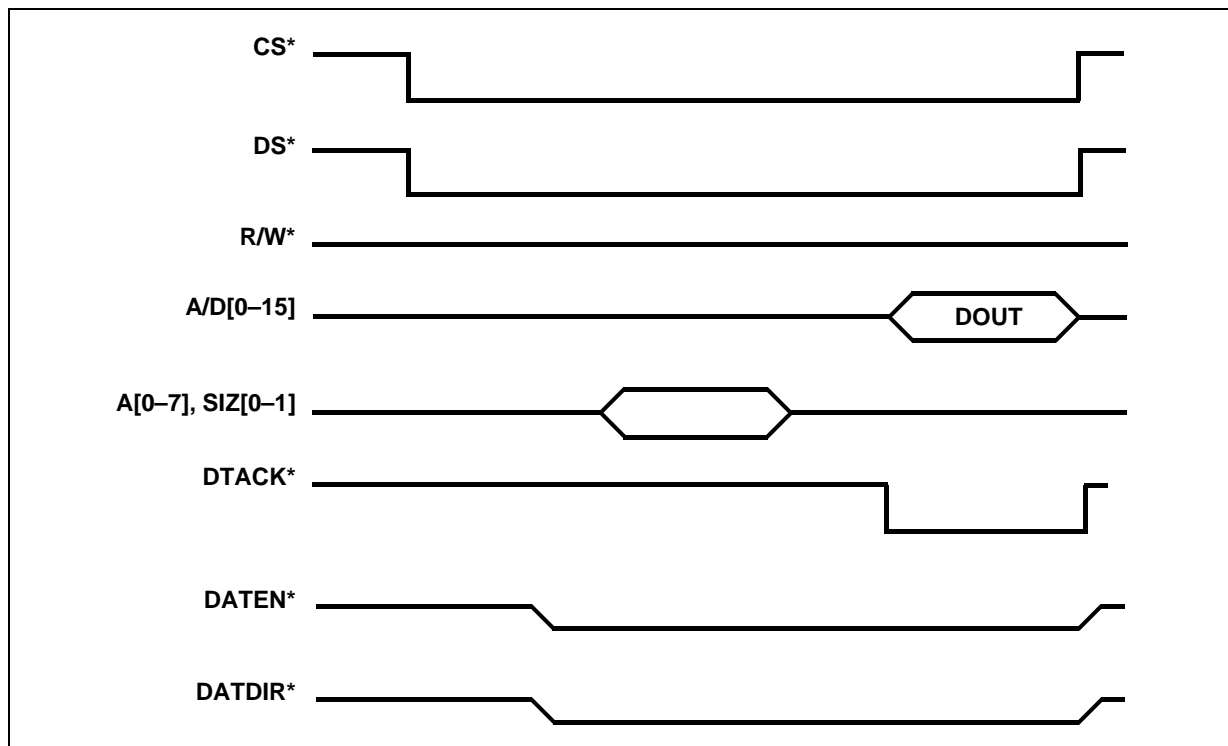 CS*
DS*
R/W*
A/D[0–15]
DOUT
A[0–7], SIZ[0–1]
DTACK*
DATEN*
DATDIR*